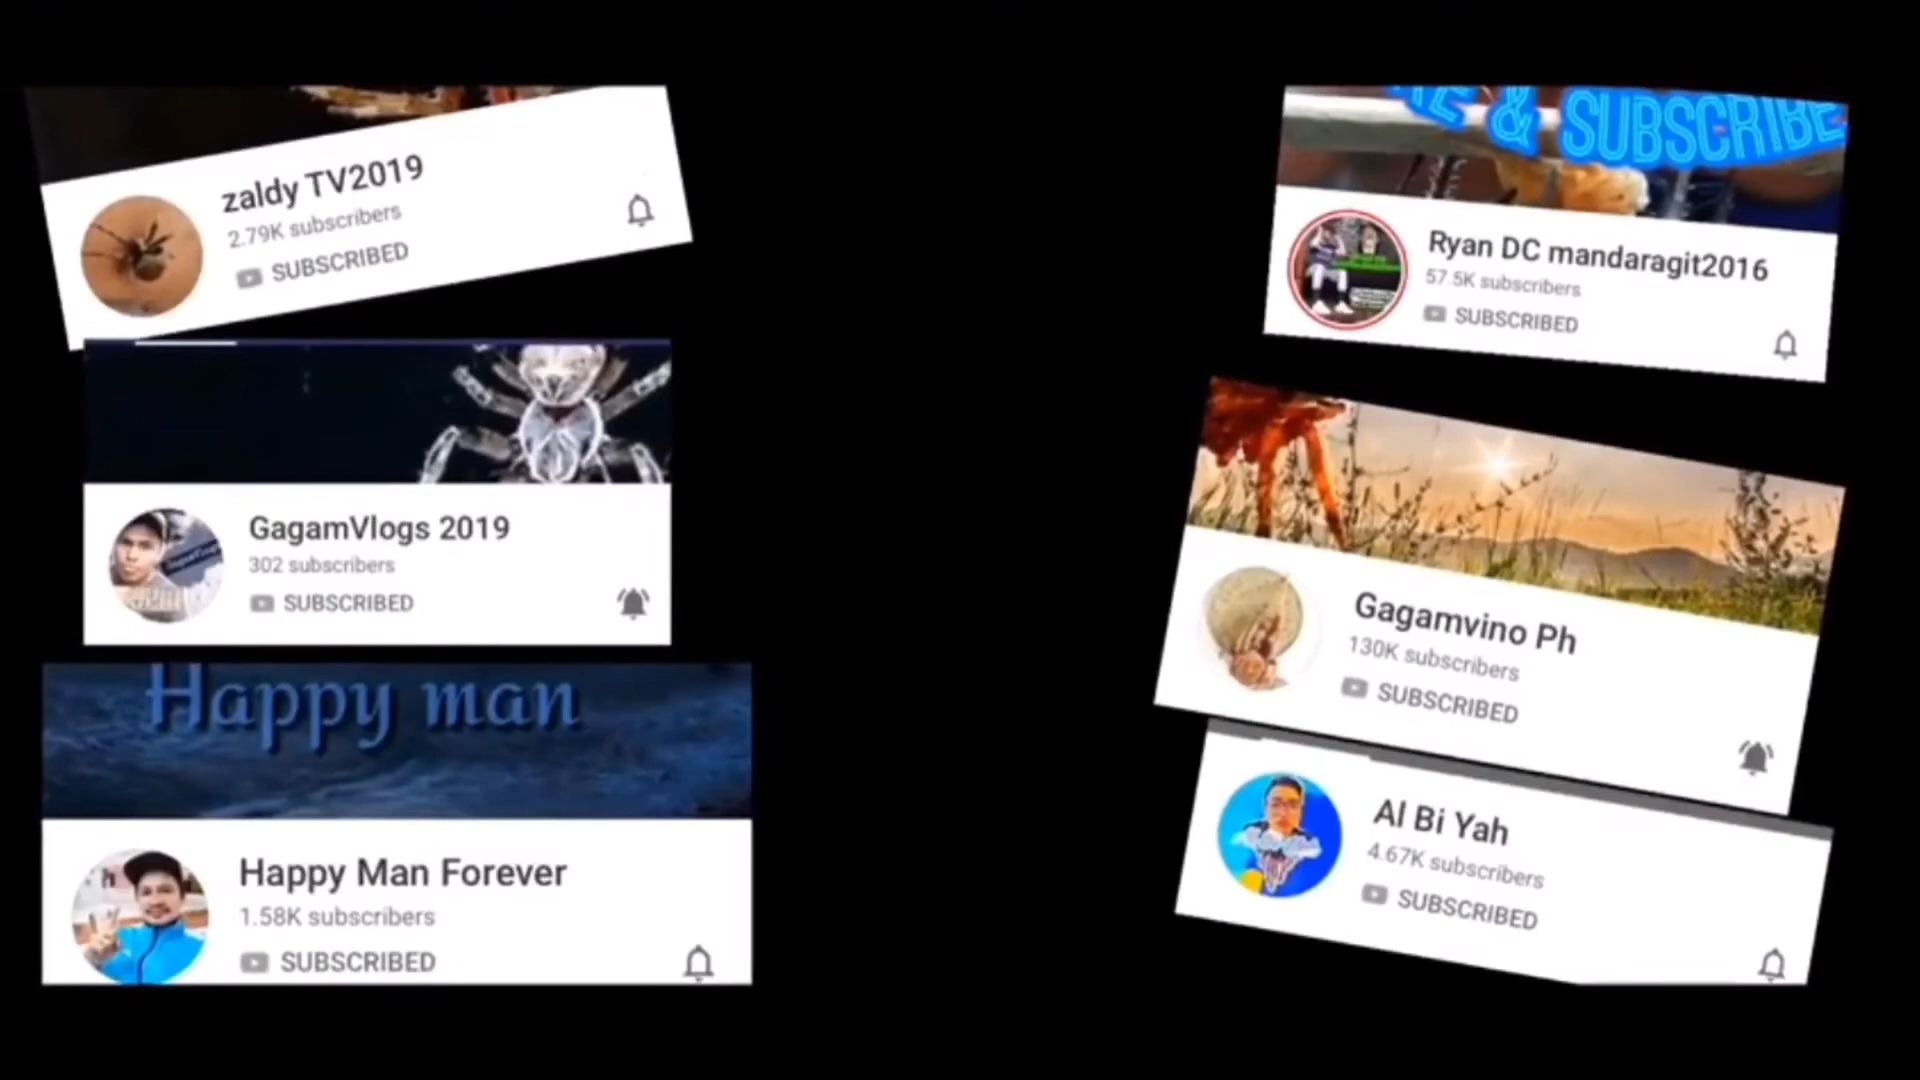 zaldy TV2019
2.79K subscribers
SUBSCRIBED
GagamVlogs 2019
302 subscribers
SUBSCRIBED
Happy man
Happy Man Forever
1.58K subscribers
SUBSCRIBED
& SUBSCRIBE
Ryan DC mandaragit2016
57.5K subscribers
SUBSCRIBED
Gagamvino Ph
130K subscribers
SUBSCRIBED
Al Bi Yah
4.67K subscribers
SUBSCRIBED